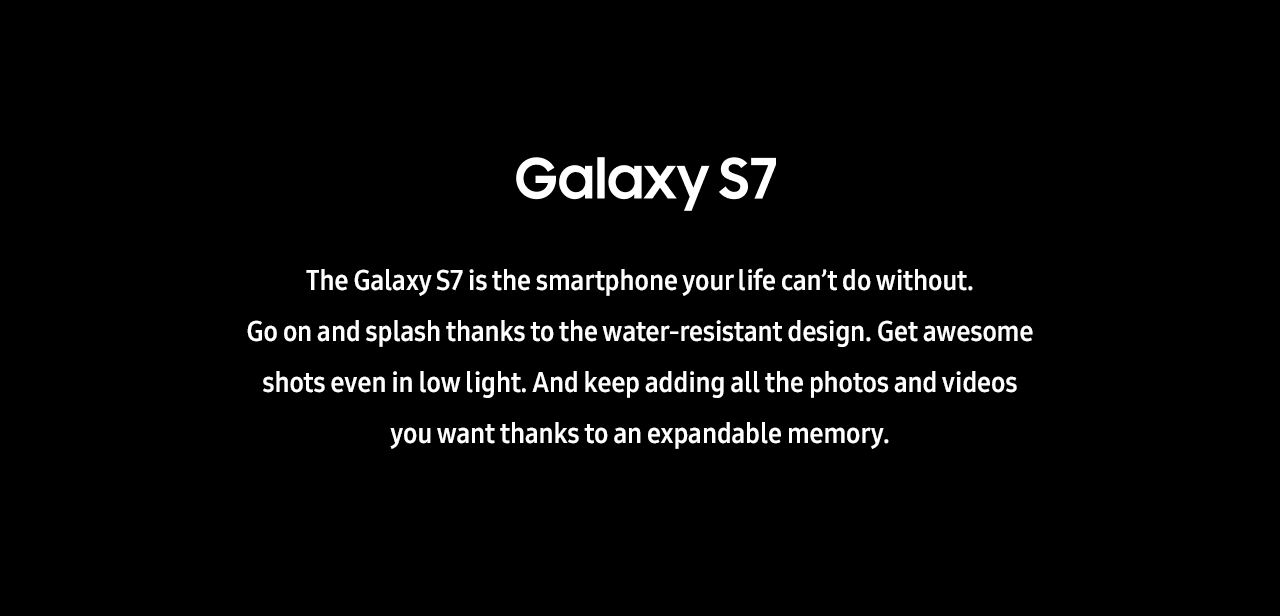 Galaxy S7
The Galaxy S7 is the smartphone your life can’t do without.
Go on and splash thanks to the water-resistant design. Get awesome
shots even in low light. And keep adding all the photos and videos
you want thanks to an expandable memory.